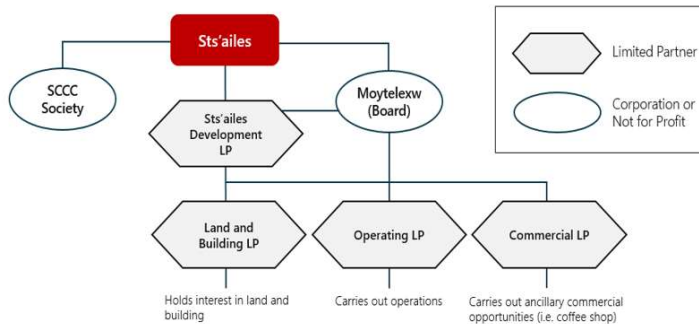 Sts'ailes
SCCC
Society
Moytelexw
(Board)
Sts'ailes
Development
LP
Land and
Building LP
Operating LP
Commercial LP
Holds interest in land and
building
Carries out operations
Carries out ancillary commercial
opportunities (i.e. coffee shop)
Limited Partner
Corporation or
Not for Profit